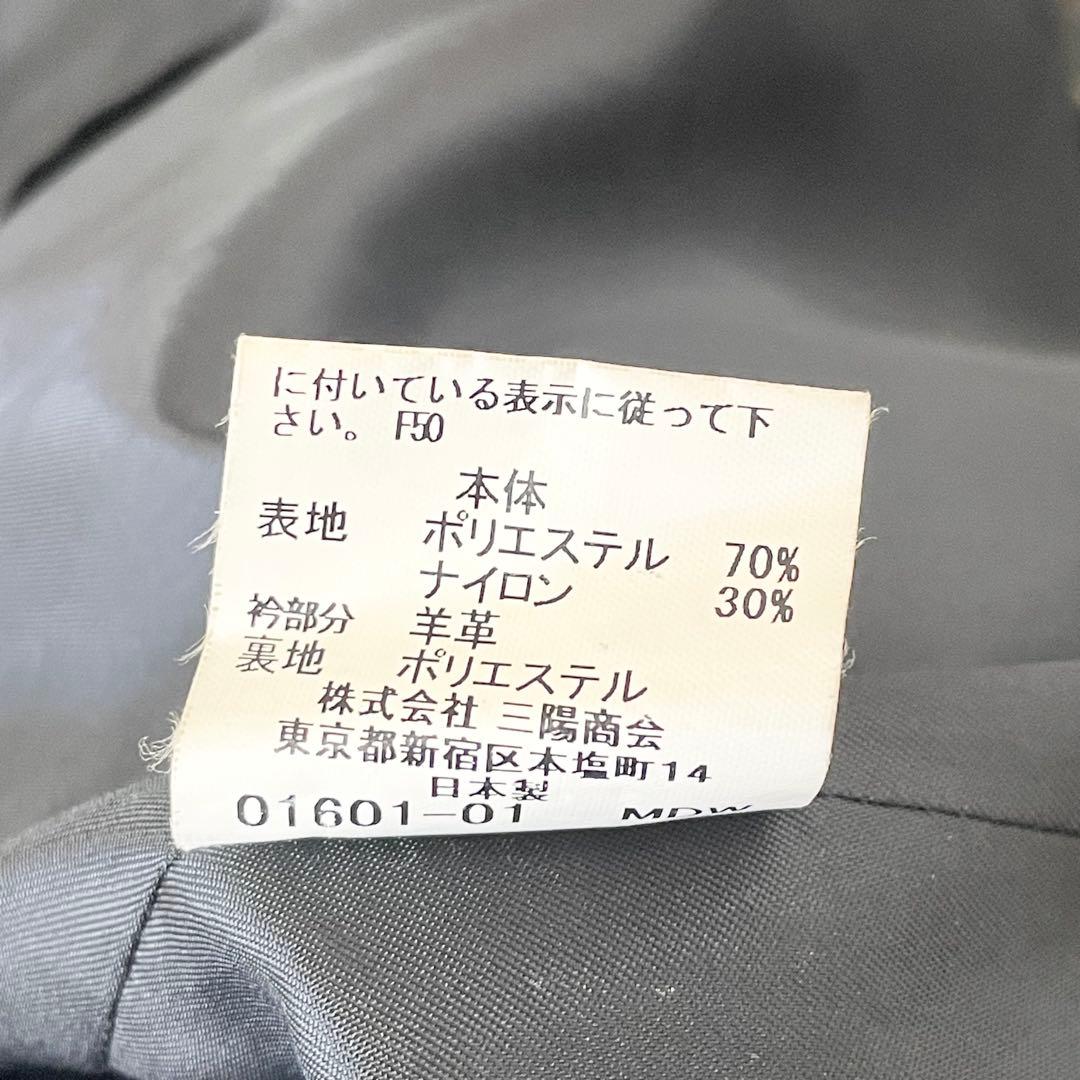 に付いている表示に従って下
さい。 F50
本体
表地 ポリエステル 70%
ナイロン 30%
衿部分 羊革
裏地 ポリエステル
株式会社 三陽商会
東京都新宿区本塩町14
日本製
01601-01